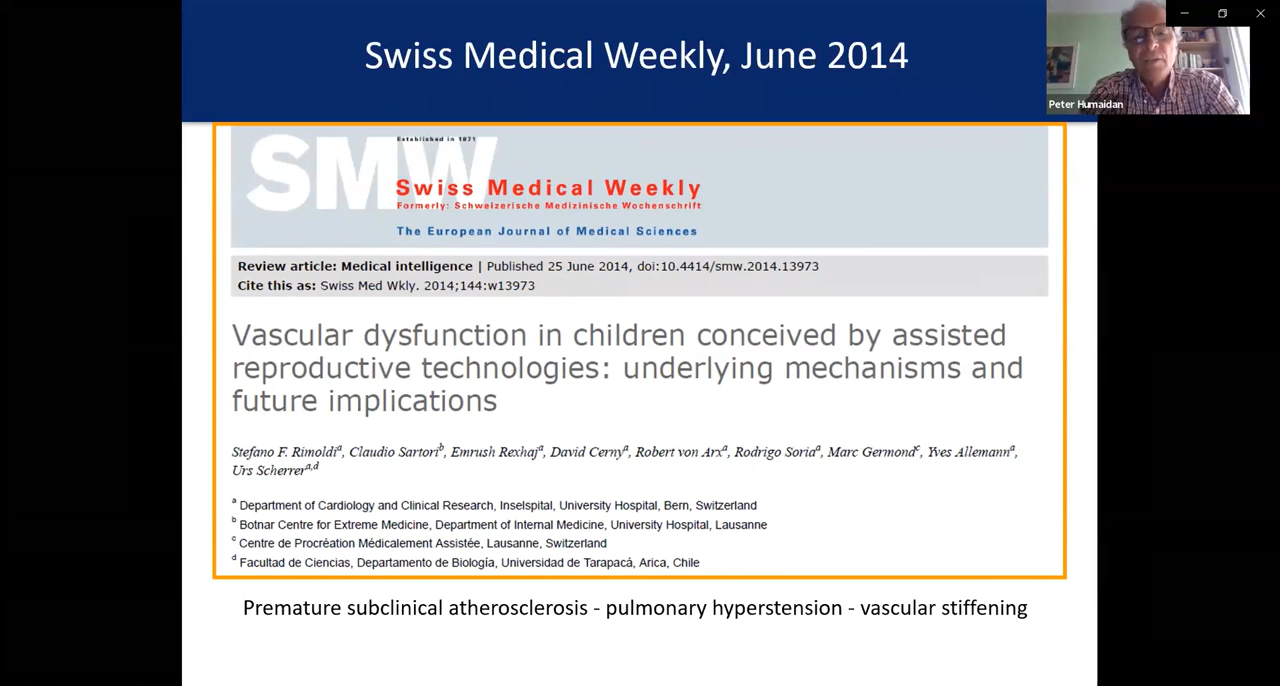 Swiss Medical Weekly, June 2014
Peter Humaidan
Established in 1871
SMW
Swiss Medical Weekly
Formerly: Schweizerische Medizinische Wochenschrift
The European Journal of Medical Sciences
Review article: Medical intelligence | Published 25 June 2014, doi:10.4414/smw.2014.13973
Cite this as: Swiss Med Wkly. 2014;144:w13973
Vascular dysfunction in children conceived by assisted
reproductive technologies: underlying mechanisms and
future implications
Stefano F. Rimoldiᵃ, Claudio Sartoriᵇ, Emrush Rexhajᵃ, David Cernyᵃ, Robert von Arxᵃ, Rodrigo Soriaᵃ, Marc Germondᶜ, Yves Allemannᵃ,
Urs Scherrerᵃ,ᵈ
ᵃ Department of Cardiology and Clinical Research, Inselspital, University Hospital, Bern, Switzerland
ᵇ Botnar Centre for Extreme Medicine, Department of Internal Medicine, University Hospital, Lausanne
ᶜ Centre de Procréation Médicalement Assistée, Lausanne, Switzerland
ᵈ Facultad de Ciencias, Departamento de Biología, Universidad de Tarapacá, Arica, Chile
Premature subclinical atherosclerosis - pulmonary hyperstension - vascular stiffening